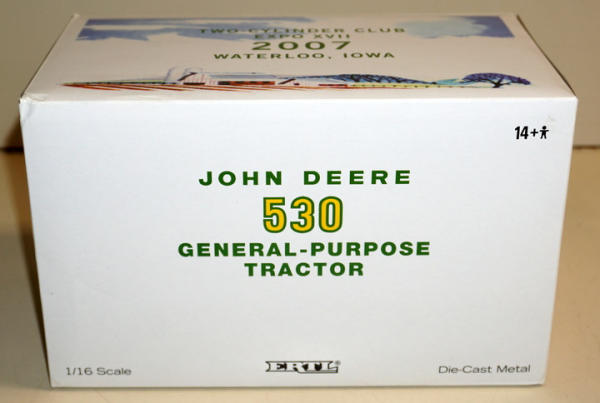 TWO-CYLINDER CLUB
EXPO XVII
2007
WATERLOO, IOWA
14+
JOHN DEERE
530
GENERAL-PURPOSE
TRACTOR
1/16 Scale
ERTL®
Die-Cast Metal